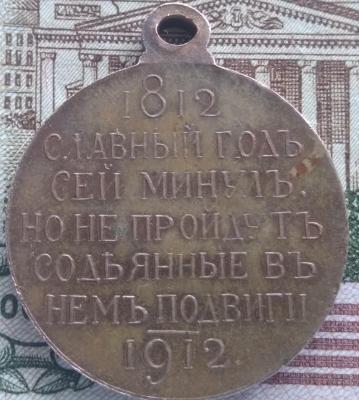 1812
СЛАВНЫЙ ГОДЪ
СЕЙ МИНУЛЪ,
НО НЕ ПРОЙДУТЪ
СОДѢЯННЫЕ ВЪ
НЕМЪ ПОДВИГИ
1912.